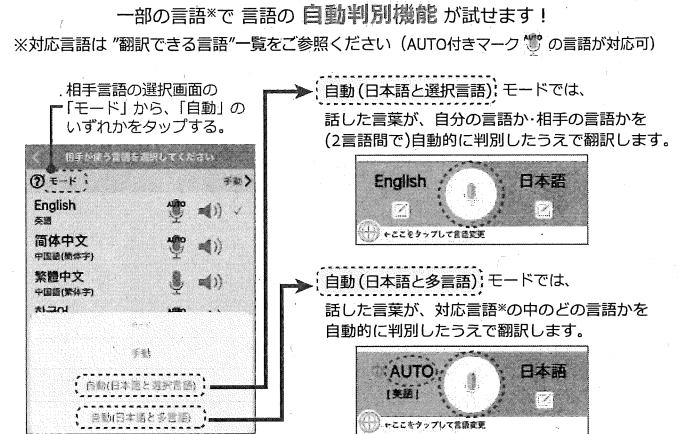 一部の言語※で 言語の 自動判別機能 が試せます！
※対応言語は ”翻訳できる言語”一覧をご参照ください（AUTO付きマーク AUTO の言語が対応可）
相手言語の選択画面の
「モード」から、「自動」の
いずれかをタップする。
相手が使う言語を選択してください
? モード 手動
English AUTO
英語
简体中文 AUTO
中国語(簡体字)
繁體中文
中国語(繁体字)
한국어
モード
手動
自動(日本語と選択言語)
自動(日本語と多言語)
自動(日本語と選択言語) モードでは、
話した言葉が、自分の言語か･相手の言語かを
(2言語間で)自動的に判別したうえで翻訳します。
English 日本語
←ここをタップして言語変更
自動(日本語と多言語) モードでは、
話した言葉が、対応言語※の中のどの言語かを
自動的に判別したうえで翻訳します。
AUTO 日本語
[英語]
←ここをタップして言語変更